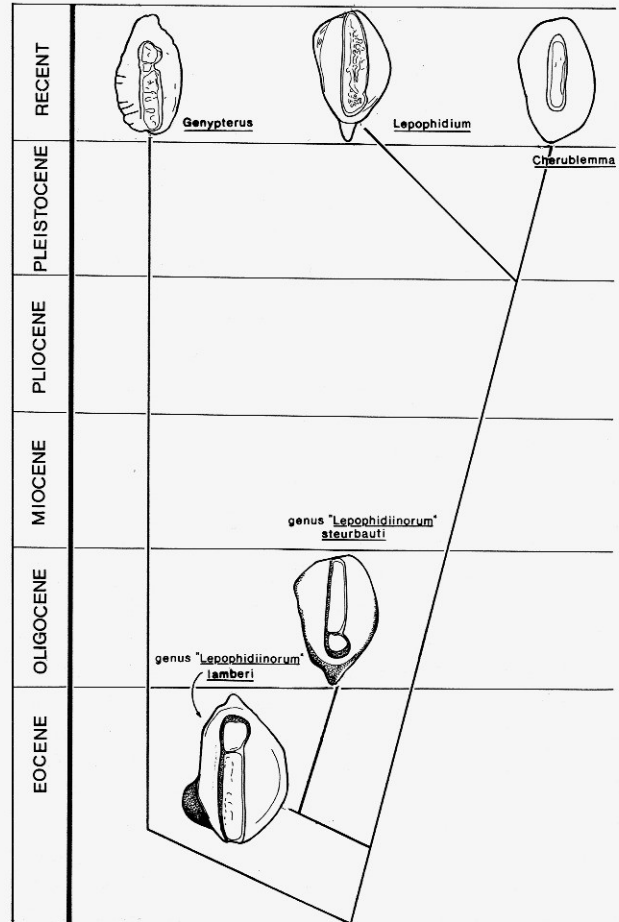 RECENT
Genypterus
Lepophidium
Cherublemma
PLEISTOCENE
PLIOCENE
MIOCENE
genus "Lepophidiinorum"
steurbauti
OLIGOCENE
genus "Lepophidiinorum"
lamberi
EOCENE